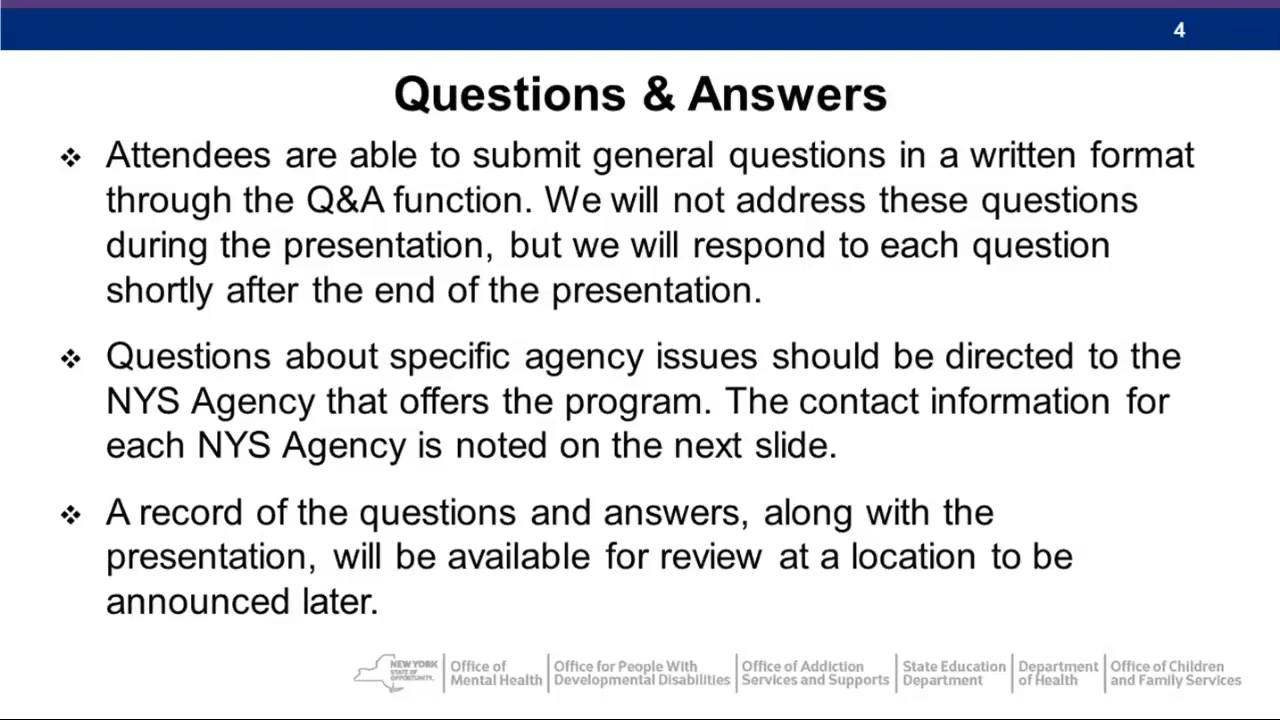 4
Questions & Answers
❖ Attendees are able to submit general questions in a written format
through the Q&A function. We will not address these questions
during the presentation, but we will respond to each question
shortly after the end of the presentation.
❖ Questions about specific agency issues should be directed to the
NYS Agency that offers the program. The contact information for
each NYS Agency is noted on the next slide.
❖ A record of the questions and answers, along with the
presentation, will be available for review at a location to be
announced later.
NEW YORK
STATE OF
OPPORTUNITY.
Office of
Mental Health
Office for People With
Developmental Disabilities
Office of Addiction
Services and Supports
State Education
Department
Department
of Health
Office of Children
and Family Services